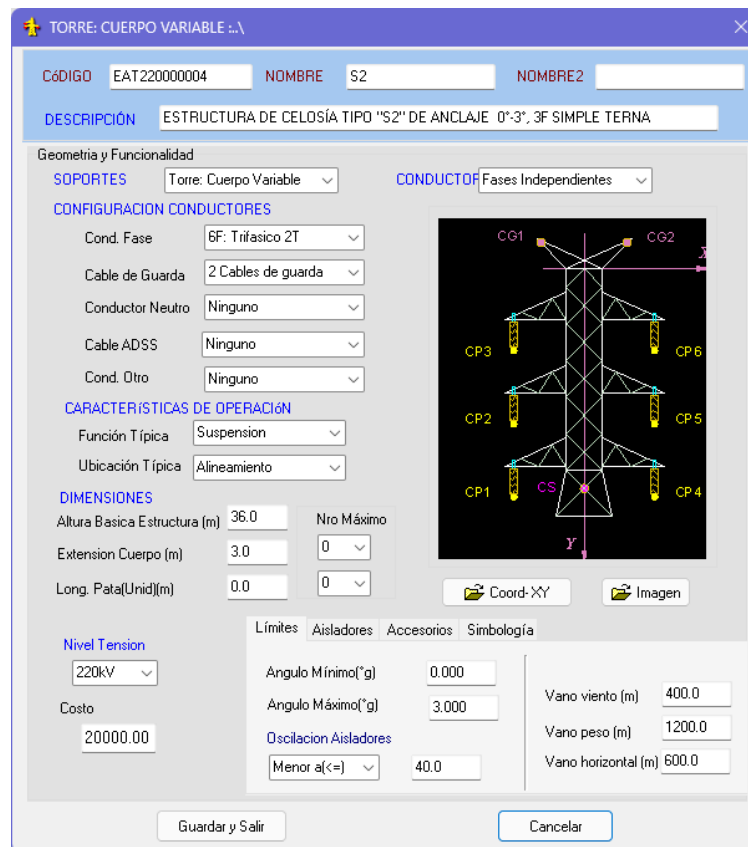 TORRE: CUERPO VARIABLE :..\
CóDIGO EAT220000004 NOMBRE S2 NOMBRE2
DESCRIPCIÓN ESTRUCTURA DE CELOSÍA TIPO "S2" DE ANCLAJE 0°-3°, 3F SIMPLE TERNA
Geometria y Funcionalidad
SOPORTES Torre: Cuerpo Variable CONDUCTOR Fases Independientes
CONFIGURACION CONDUCTORES
Cond. Fase 6F: Trifasico 2T
Cable de Guarda 2 Cables de guarda
Conductor Neutro Ninguno
Cable ADSS Ninguno
Cond. Otro Ninguno
CARACTERíSTICAS DE OPERACIóN
Función Típica Suspension
Ubicación Típica Alineamiento
DIMENSIONES
Altura Basica Estructura (m) 36.0 Nro Máximo
Extension Cuerpo (m) 3.0 0
Long. Pata(Unid)(m) 0.0 0
CG1 CG2 X
CP3 CP6
CP2 CP5
CP1 CS CP4
Y
Coord-XY Imagen
Nivel Tension
220kV
Costo
20000.00
Límites Aisladores Accesorios Simbología
Angulo Mínimo(°g) 0.000
Angulo Máximo(°g) 3.000
Oscilacion Aisladores
Menor a(<=) 40.0
Vano viento (m) 400.0
Vano peso (m) 1200.0
Vano horizontal (m) 600.0
Guardar y Salir Cancelar